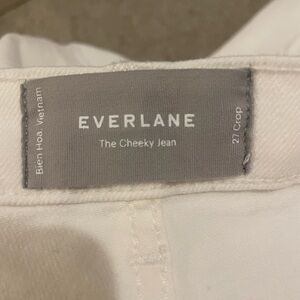 Bien Hoa, Vietnam
EVERLANE
The Cheeky Jean
27 Crop